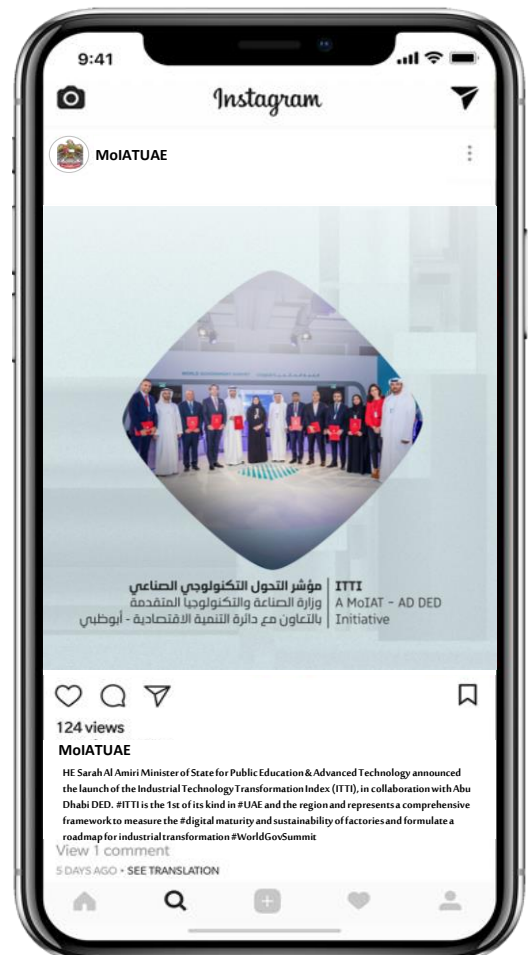 9:41
Instagram
MoIATUAE
WORLD GOVERNMENT SUMMIT
مؤشر التحول التكنولوجي الصناعي
وزارة الصناعة والتكنولوجيا المتقدمة
بالتعاون مع دائرة التنمية الاقتصادية - أبوظبي
ITTI
A MoIAT - AD DED
Initiative
124 views
MoIATUAE
HE Sarah Al Amiri Minister of State for Public Education & Advanced Technology announced
the launch of the Industrial Technology Transformation Index (ITTI), in collaboration with Abu
Dhabi DED. #ITTI is the 1st of its kind in #UAE and the region and represents a comprehensive
framework to measure the #digital maturity and sustainability of factories and formulate a
roadmap for industrial transformation #WorldGovSummit
View 1 comment
5 DAYS AGO • SEE TRANSLATION